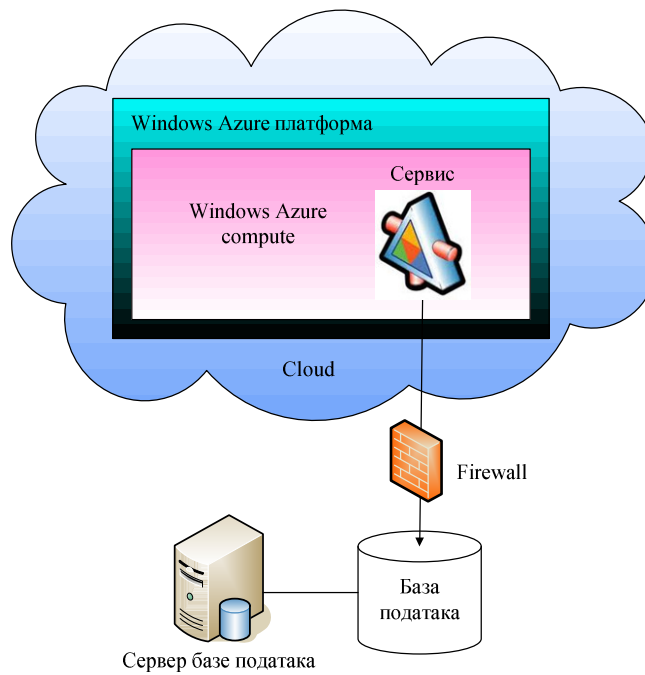 Windows Azure платформа
Сервис
Windows Azure
compute
Cloud
Firewall
База
података
Сервер базе података